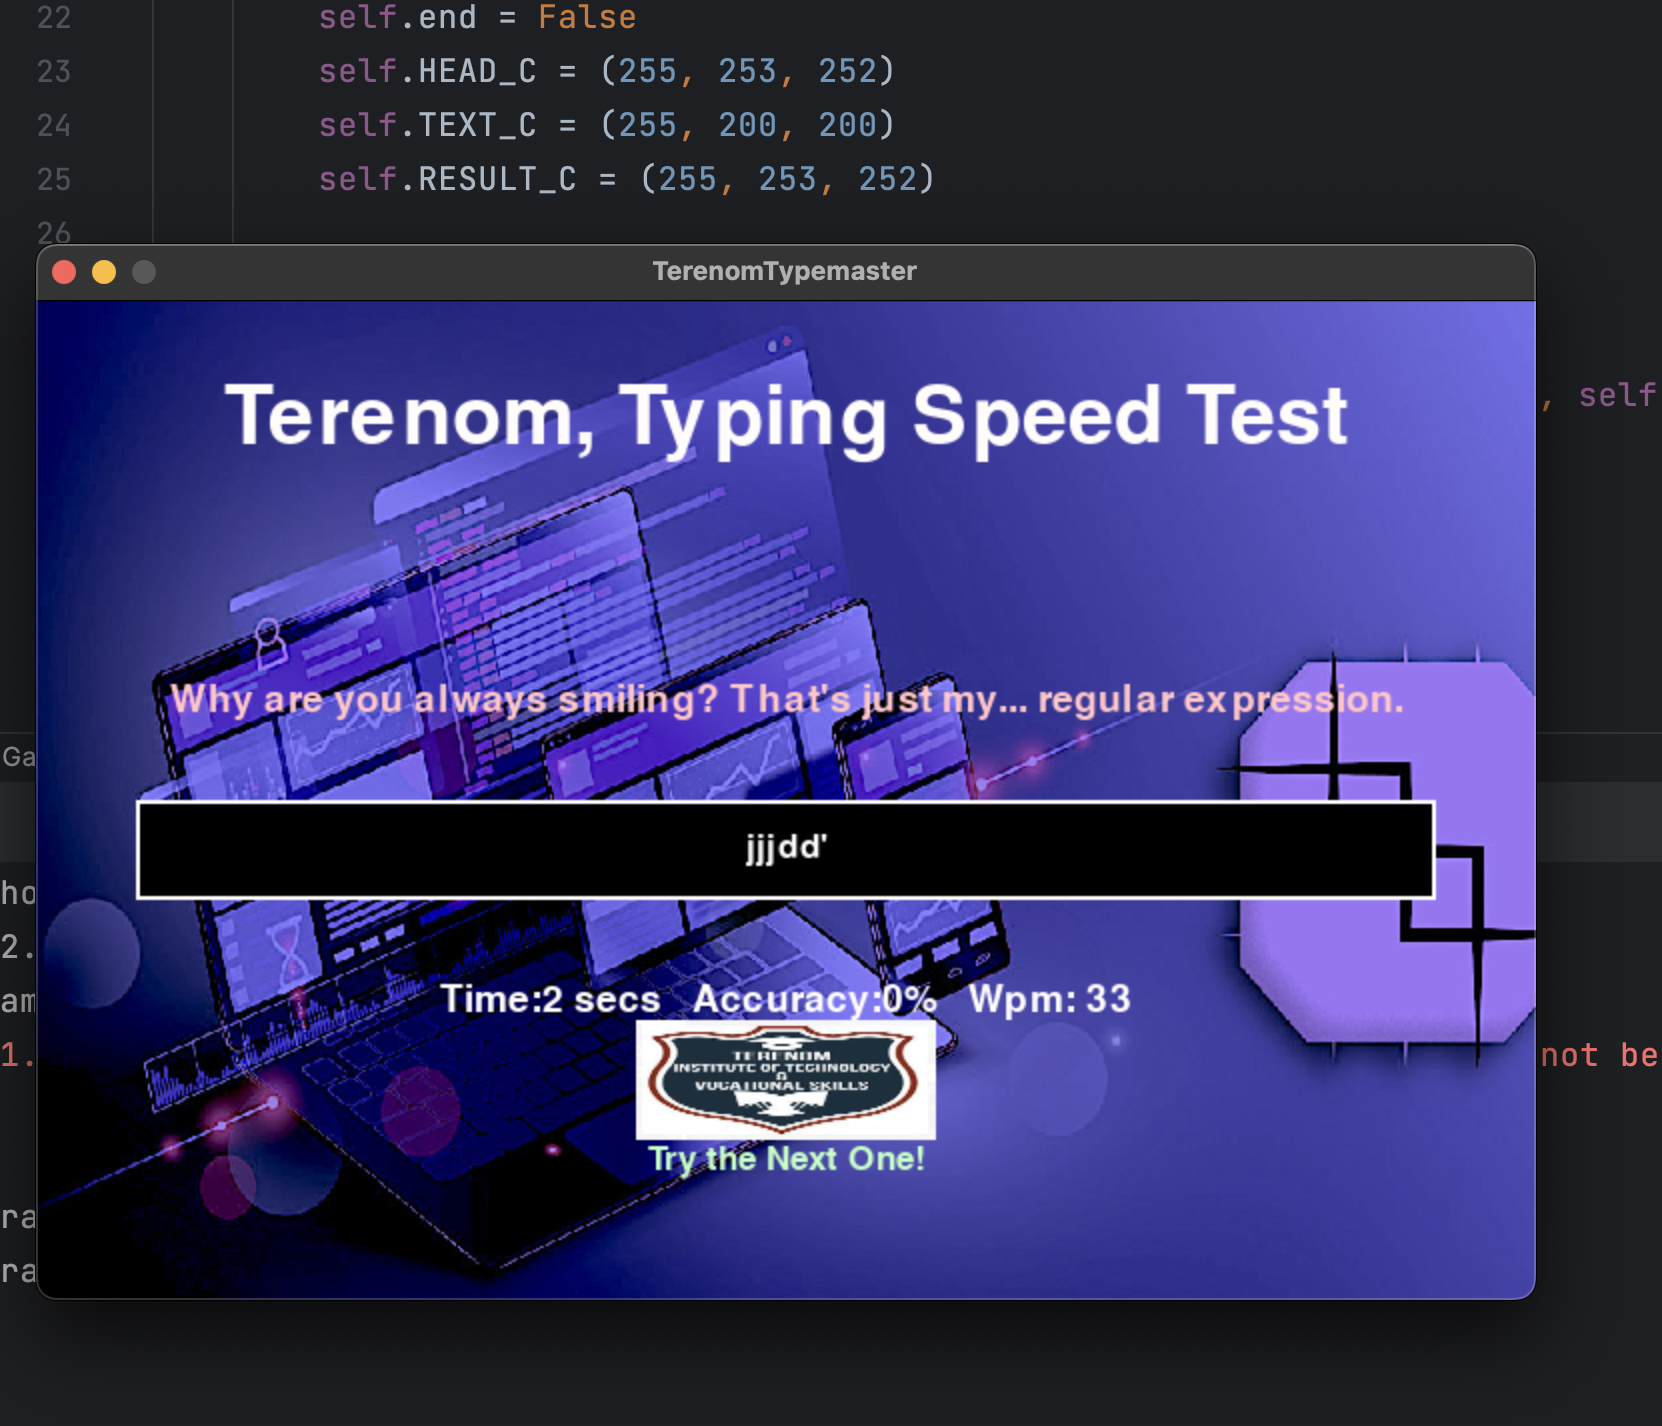 22 self.end = False
23 self.HEAD_C = (255, 253, 252)
24 self.TEXT_C = (255, 200, 200)
25 self.RESULT_C = (255, 253, 252)
26
TerenomTypemaster
, self
Terenom, Typing Speed Test
Why are you always smiling? That's just my... regular expression.
Ga
jjjdd'
ho
2.
am
Time:2 secs Accuracy:0% Wpm: 33
1.
not be
TERENOM
INSTITUTE OF TECHNOLOGY
&
VOCATIONAL SKILLS
Try the Next One!
ra
ra